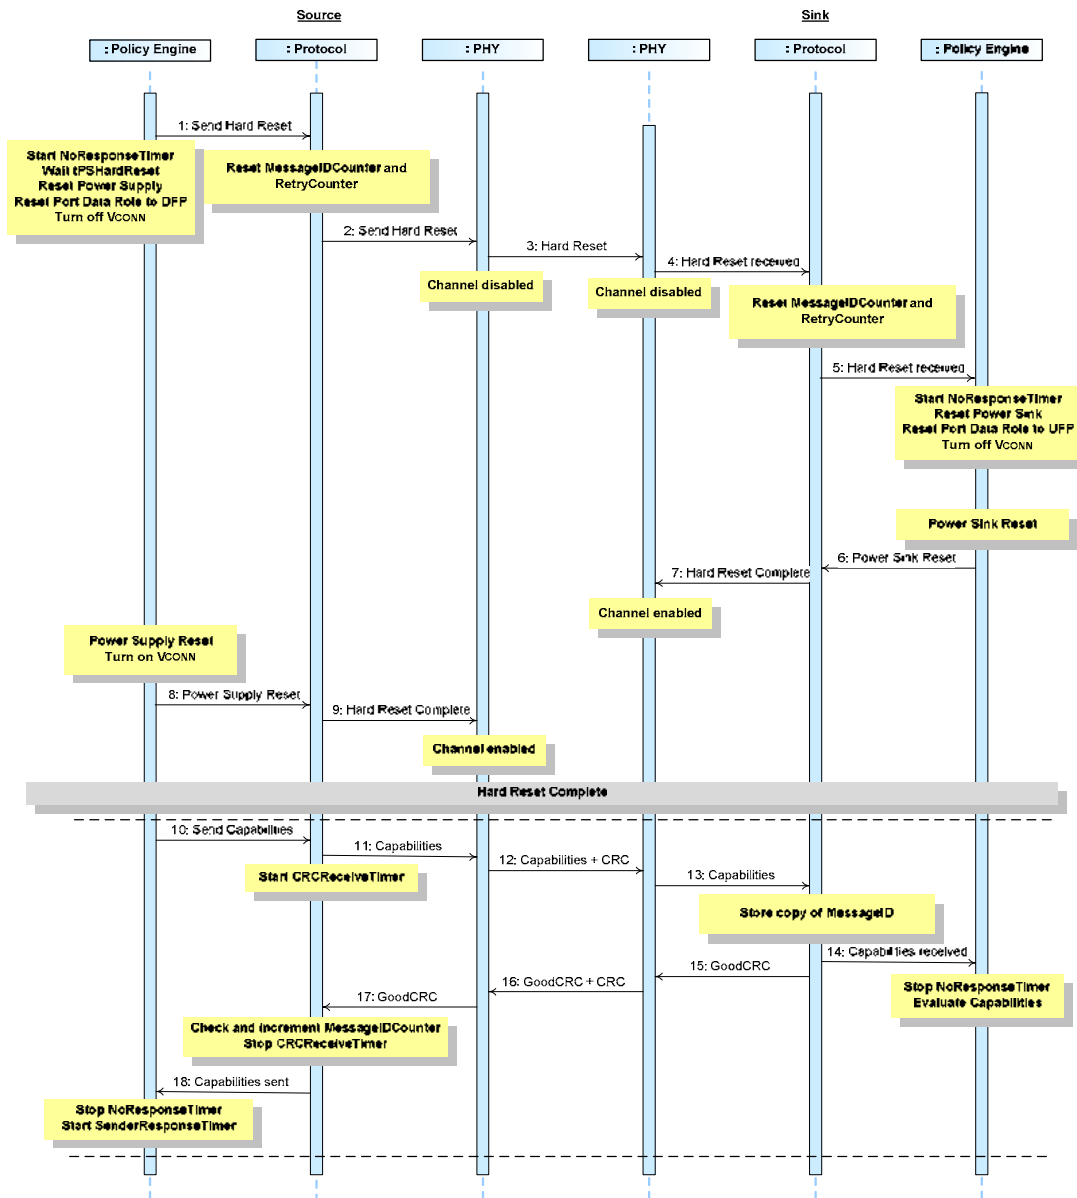 Source
Sink
: Policy Engine
: Protocol
: PHY
: PHY
: Protocol
: Policy Engine
1: Send Hard Reset
Start NoResponseTimer
Wait tPSHardReset
Reset Power Supply
Reset Port Data Role to DFP
Turn off VCONN
Reset MessageIDCounter and
RetryCounter
2: Send Hard Reset
3: Hard Reset
4: Hard Reset received
Channel disabled
Channel disabled
Reset MessageIDCounter and
RetryCounter
5: Hard Reset received
Start NoResponseTimer
Reset Power Sink
Reset Port Data Role to UFP
Turn off VCONN
Power Sink Reset
6: Power Sink Reset
7: Hard Reset Complete
Channel enabled
Power Supply Reset
Turn on VCONN
8: Power Supply Reset
9: Hard Reset Complete
Channel enabled
Hard Reset Complete
10: Send Capabilities
11: Capabilities
Start CRCReceiveTimer
12: Capabilities + CRC
13: Capabilities
Store copy of MessageID
14: Capabilities received
15: GoodCRC
Stop NoResponseTimer
Evaluate Capabilities
16: GoodCRC + CRC
17: GoodCRC
Check and increment MessageIDCounter
Stop CRCReceiveTimer
18: Capabilities sent
Stop NoResponseTimer
Start SenderResponseTimer